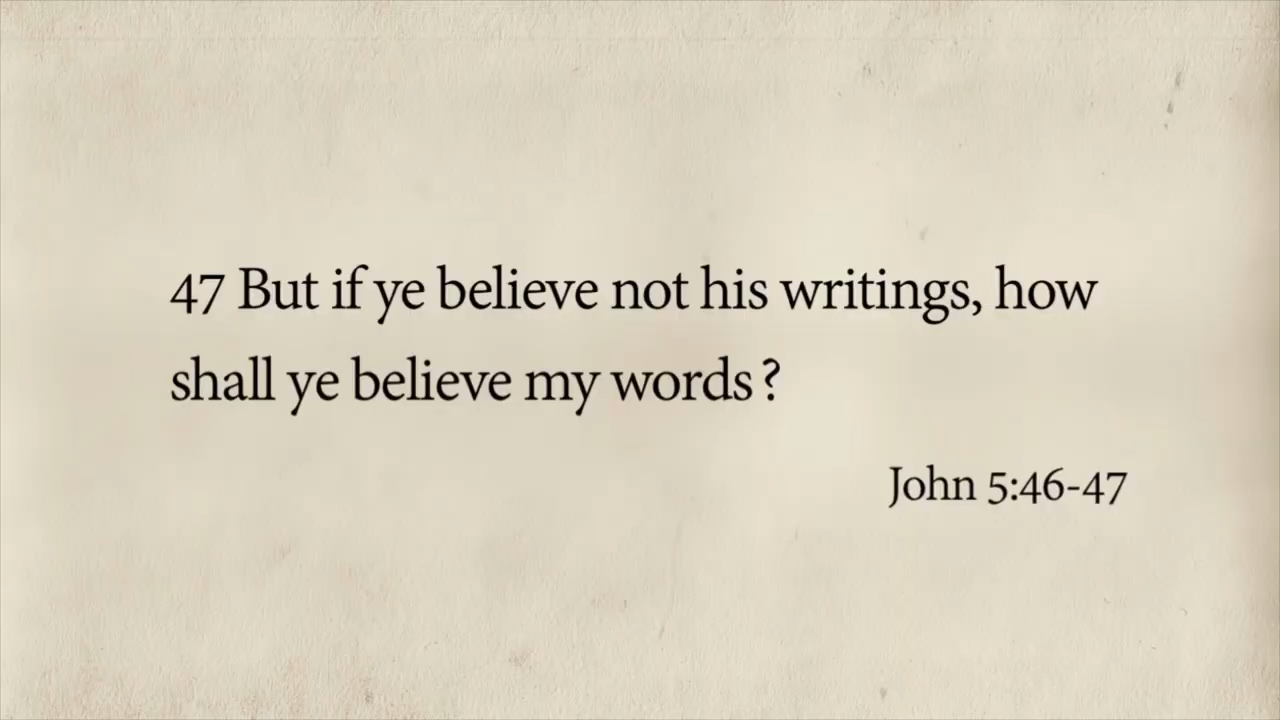 47 But if ye believe not his writings, how
shall ye believe my words?
John 5:46-47